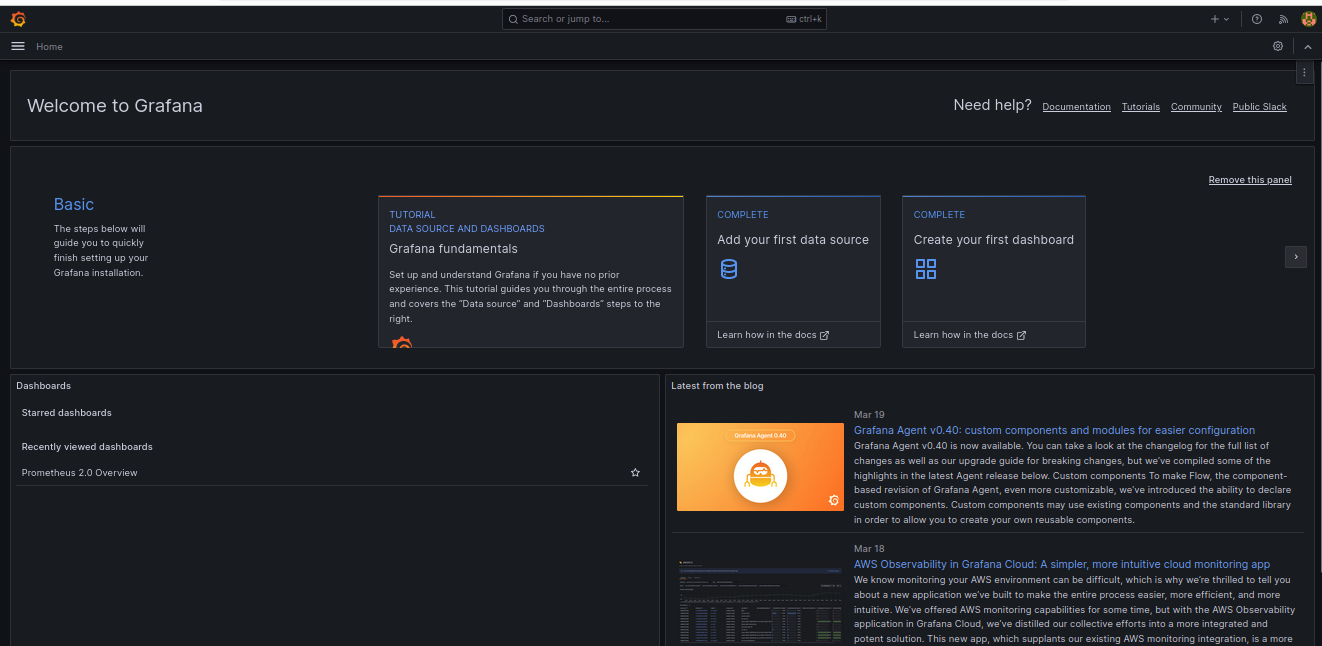 Search or jump to...
ctrl+k
Home
Welcome to Grafana
Need help?
Documentation
Tutorials
Community
Public Slack
Remove this panel
Basic
The steps below will
guide you to quickly
finish setting up your
Grafana installation.
TUTORIAL
DATA SOURCE AND DASHBOARDS
Grafana fundamentals
Set up and understand Grafana if you have no prior
experience. This tutorial guides you through the entire process
and covers the “Data source” and “Dashboards” steps to the
right.
COMPLETE
Add your first data source
Learn how in the docs
COMPLETE
Create your first dashboard
Learn how in the docs
Dashboards
Starred dashboards
Recently viewed dashboards
Prometheus 2.0 Overview
Latest from the blog
Grafana Agent 0.40
Mar 19
Grafana Agent v0.40: custom components and modules for easier configuration
Grafana Agent v0.40 is now available. You can take a look at the changelog for the full list of
changes as well as our upgrade guide for breaking changes, but we’ve compiled some of the
highlights in the latest Agent release below. Custom components To make Flow, the component-
based revision of Grafana Agent, even more customizable, we’ve introduced the ability to declare
custom components. Custom components may use existing components and the standard library
in order to allow you to create your own reusable components.
Mar 18
AWS Observability in Grafana Cloud: A simpler, more intuitive cloud monitoring app
We know monitoring your AWS environment can be difficult, which is why we’re thrilled to tell you
about a new application we’ve built to make the entire process easier, more efficient, and more
intuitive. We’ve offered AWS monitoring capabilities for some time, but with the AWS Observability
application in Grafana Cloud, we’ve distilled our collective efforts into a more integrated and
potent solution. This new app, which supplants our existing AWS monitoring integration, is a more